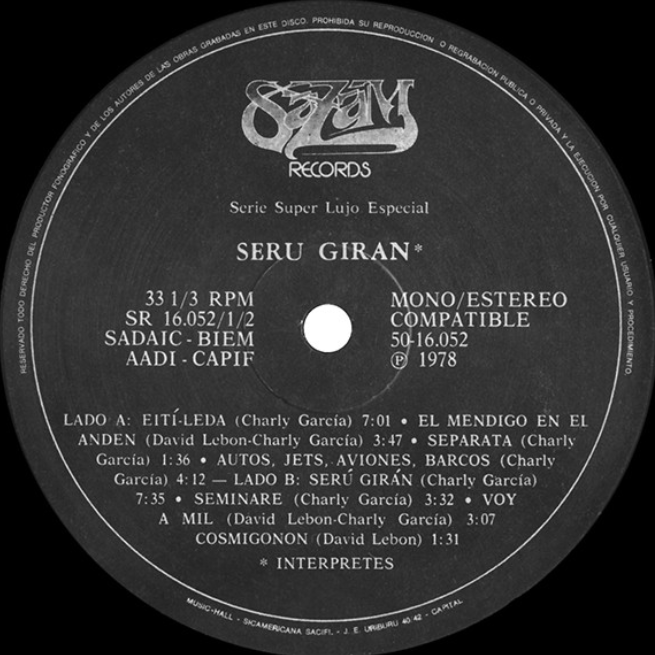 RESERVADO TODO DERECHO DEL PRODUCTOR FONOGRAFICO Y DE LOS AUTORES DE LAS OBRAS GRABADAS EN ESTE DISCO. PROHIBIDA SU REPRODUCCION O REGRABACION PUBLICA O PRIVADA Y LA EJECUCION POR CUALQUIER USUARIO Y PROCEDIMIENTO.
SAZAM
RECORDS
Serie Super Lujo Especial
SERU GIRAN*
33 1/3 RPM
SR 16.052/1/2
SADAIC - BIEM
AADI - CAPIF
MONO/ESTEREO
COMPATIBLE
50-16.052
Ⓟ 1978
LADO A: EITÍ-LEDA (Charly García) 7:01 • EL MENDIGO EN EL
ANDEN (David Lebon-Charly García) 3:47 • SEPARATA (Charly
García) 1:36 • AUTOS, JETS, AVIONES, BARCOS (Charly
García) 4:12 — LADO B: SERÚ GIRÁN (Charly García)
7:35 • SEMINARE (Charly García) 3:32 • VOY
A MIL (David Lebon-Charly García) 3:07
COSMIGONON (David Lebon) 1:31
* INTERPRETES
MUSIC-HALL - SICAMERICANA SACIFI. - J. E. URIBURU 40/42 - CAPITAL